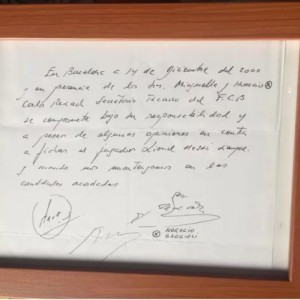 En Barcelona a 14 de Diciembre del 2000
y en presencia de los Srs. Minguella y Horacio
Carlos Rexach Secretario Técnico del F.C.B
se compromete bajo su responsabilidad y
a pesar de algunas opiniones en contra
a fichar al jugador Lionel Messi
y cuando nos mantengamos en las
cantidades acordadas
HORACIO
GAGGIOLI